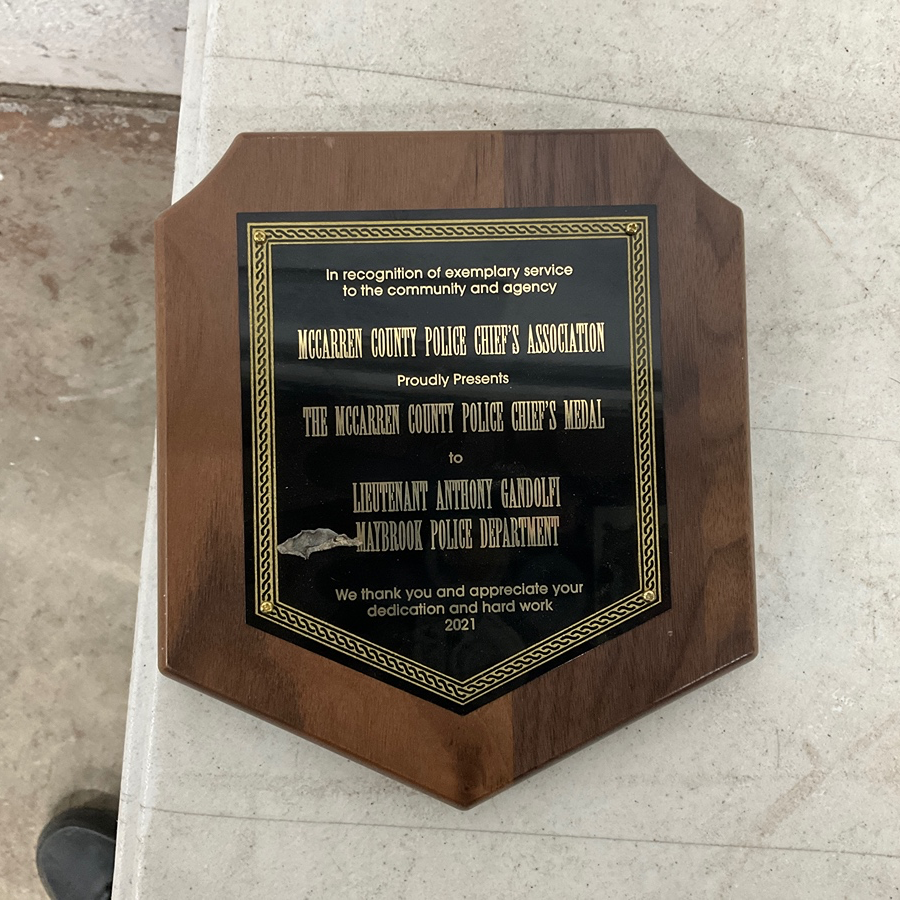 In recognition of exemplary service
to the community and agency
MCCARREN COUNTY POLICE CHIEF'S ASSOCIATION
Proudly Presents
THE MCCARREN COUNTY POLICE CHIEF'S MEDAL
to
LIEUTENANT ANTHONY GANDOLFI
MAYBROOK POLICE DEPARTMENT
We thank you and appreciate your
dedication and hard work
2021